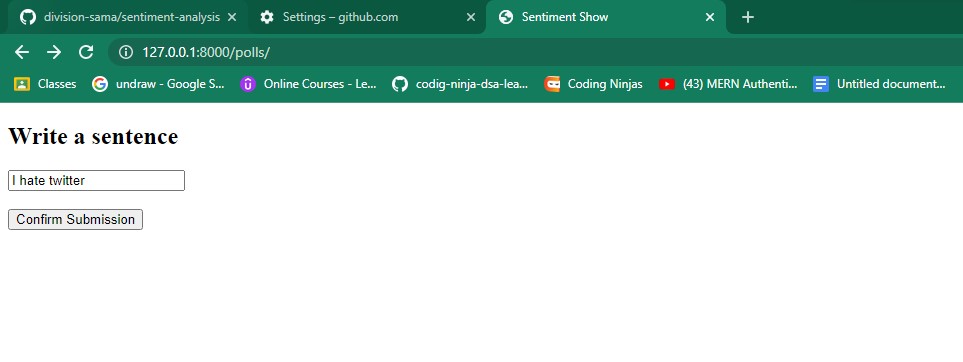 division-sama/sentiment-analysis
Settings – github.com
Sentiment Show
127.0.0.1:8000/polls/
Classes
undraw - Google S...
Online Courses - Le...
codig-ninja-dsa-lea...
Coding Ninjas
(43) MERN Authenti...
Untitled document...
Write a sentence
I hate twitter
Confirm Submission